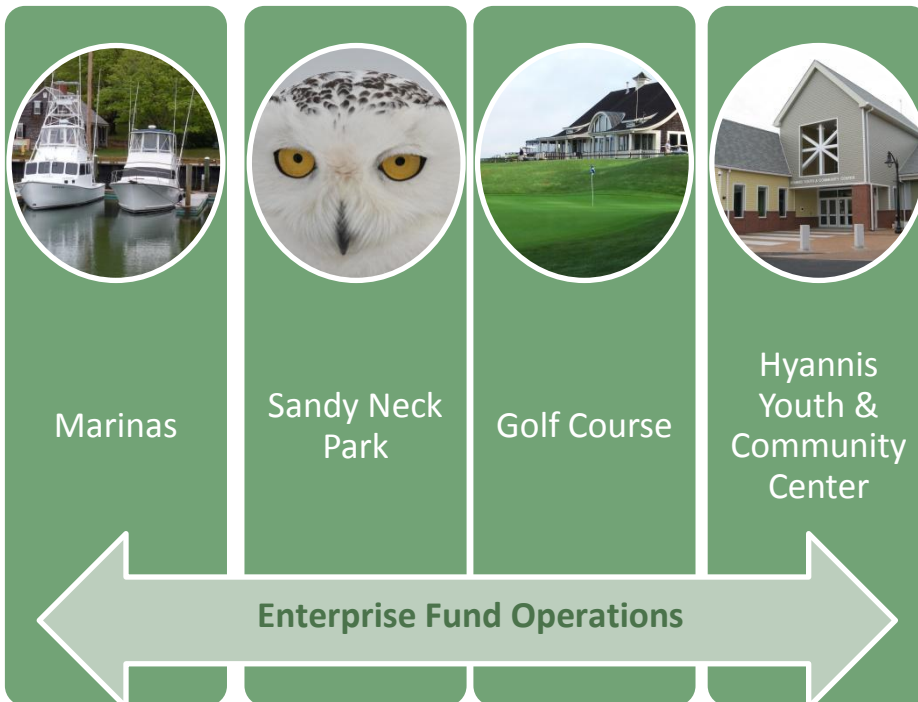 Marinas
Sandy Neck
Park
Golf Course
Hyannis
Youth &
Community
Center
Enterprise Fund Operations